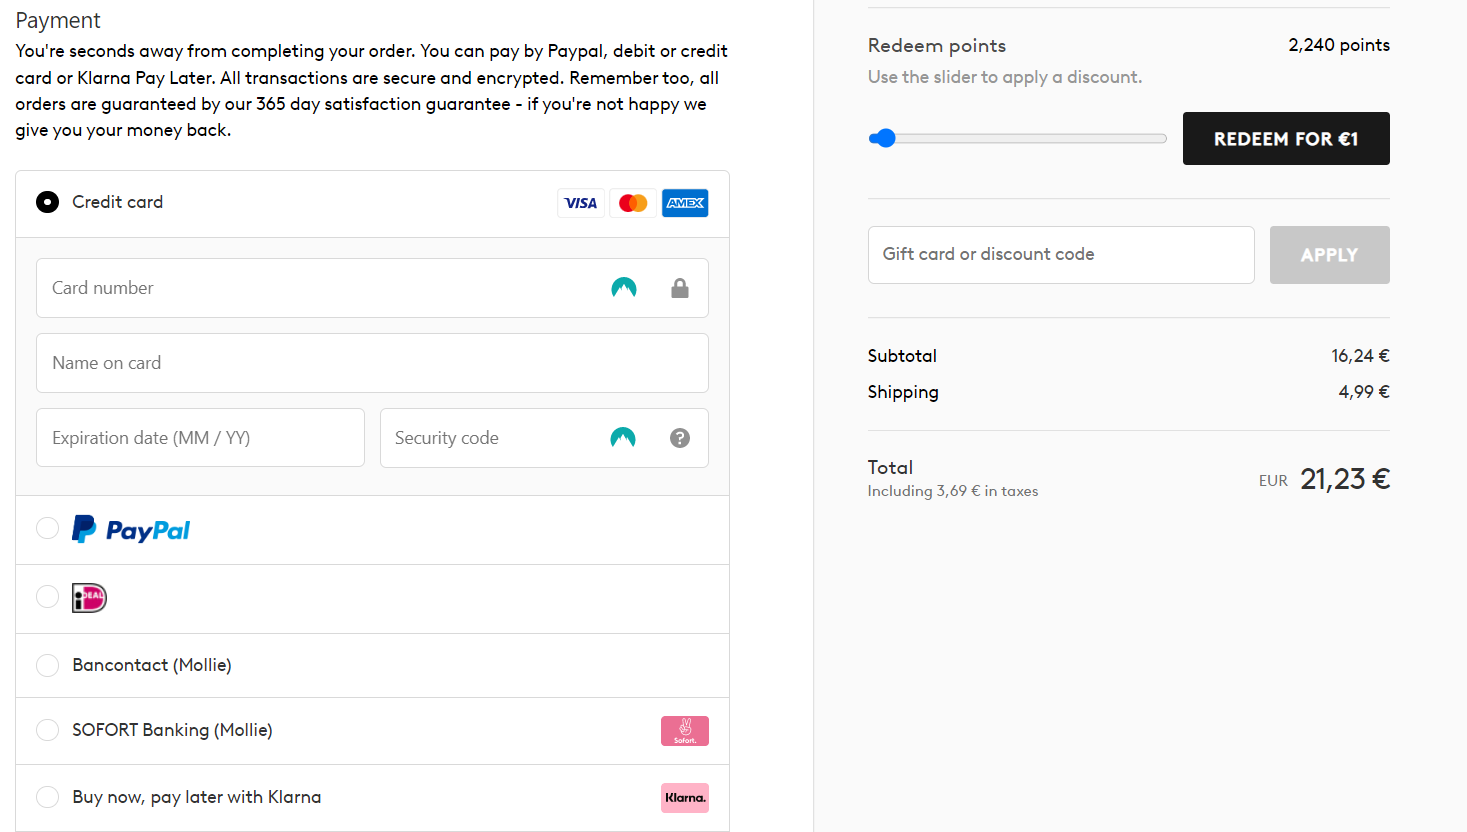 Payment
You're seconds away from completing your order. You can pay by Paypal, debit or credit
card or Klarna Pay Later. All transactions are secure and encrypted. Remember too, all
orders are guaranteed by our 365 day satisfaction guarantee - if you're not happy we
give you your money back.
Credit card
VISA
AMEX
Card number
Name on card
Expiration date (MM / YY)
Security code
?
PayPal
iDEAL
Bancontact (Mollie)
SOFORT Banking (Mollie)
Sofort.
Buy now, pay later with Klarna
Klarna.
Redeem points
2,240 points
Use the slider to apply a discount.
REDEEM FOR €1
Gift card or discount code
APPLY
Subtotal
16,24 €
Shipping
4,99 €
Total
Including 3,69 € in taxes
EUR 21,23 €